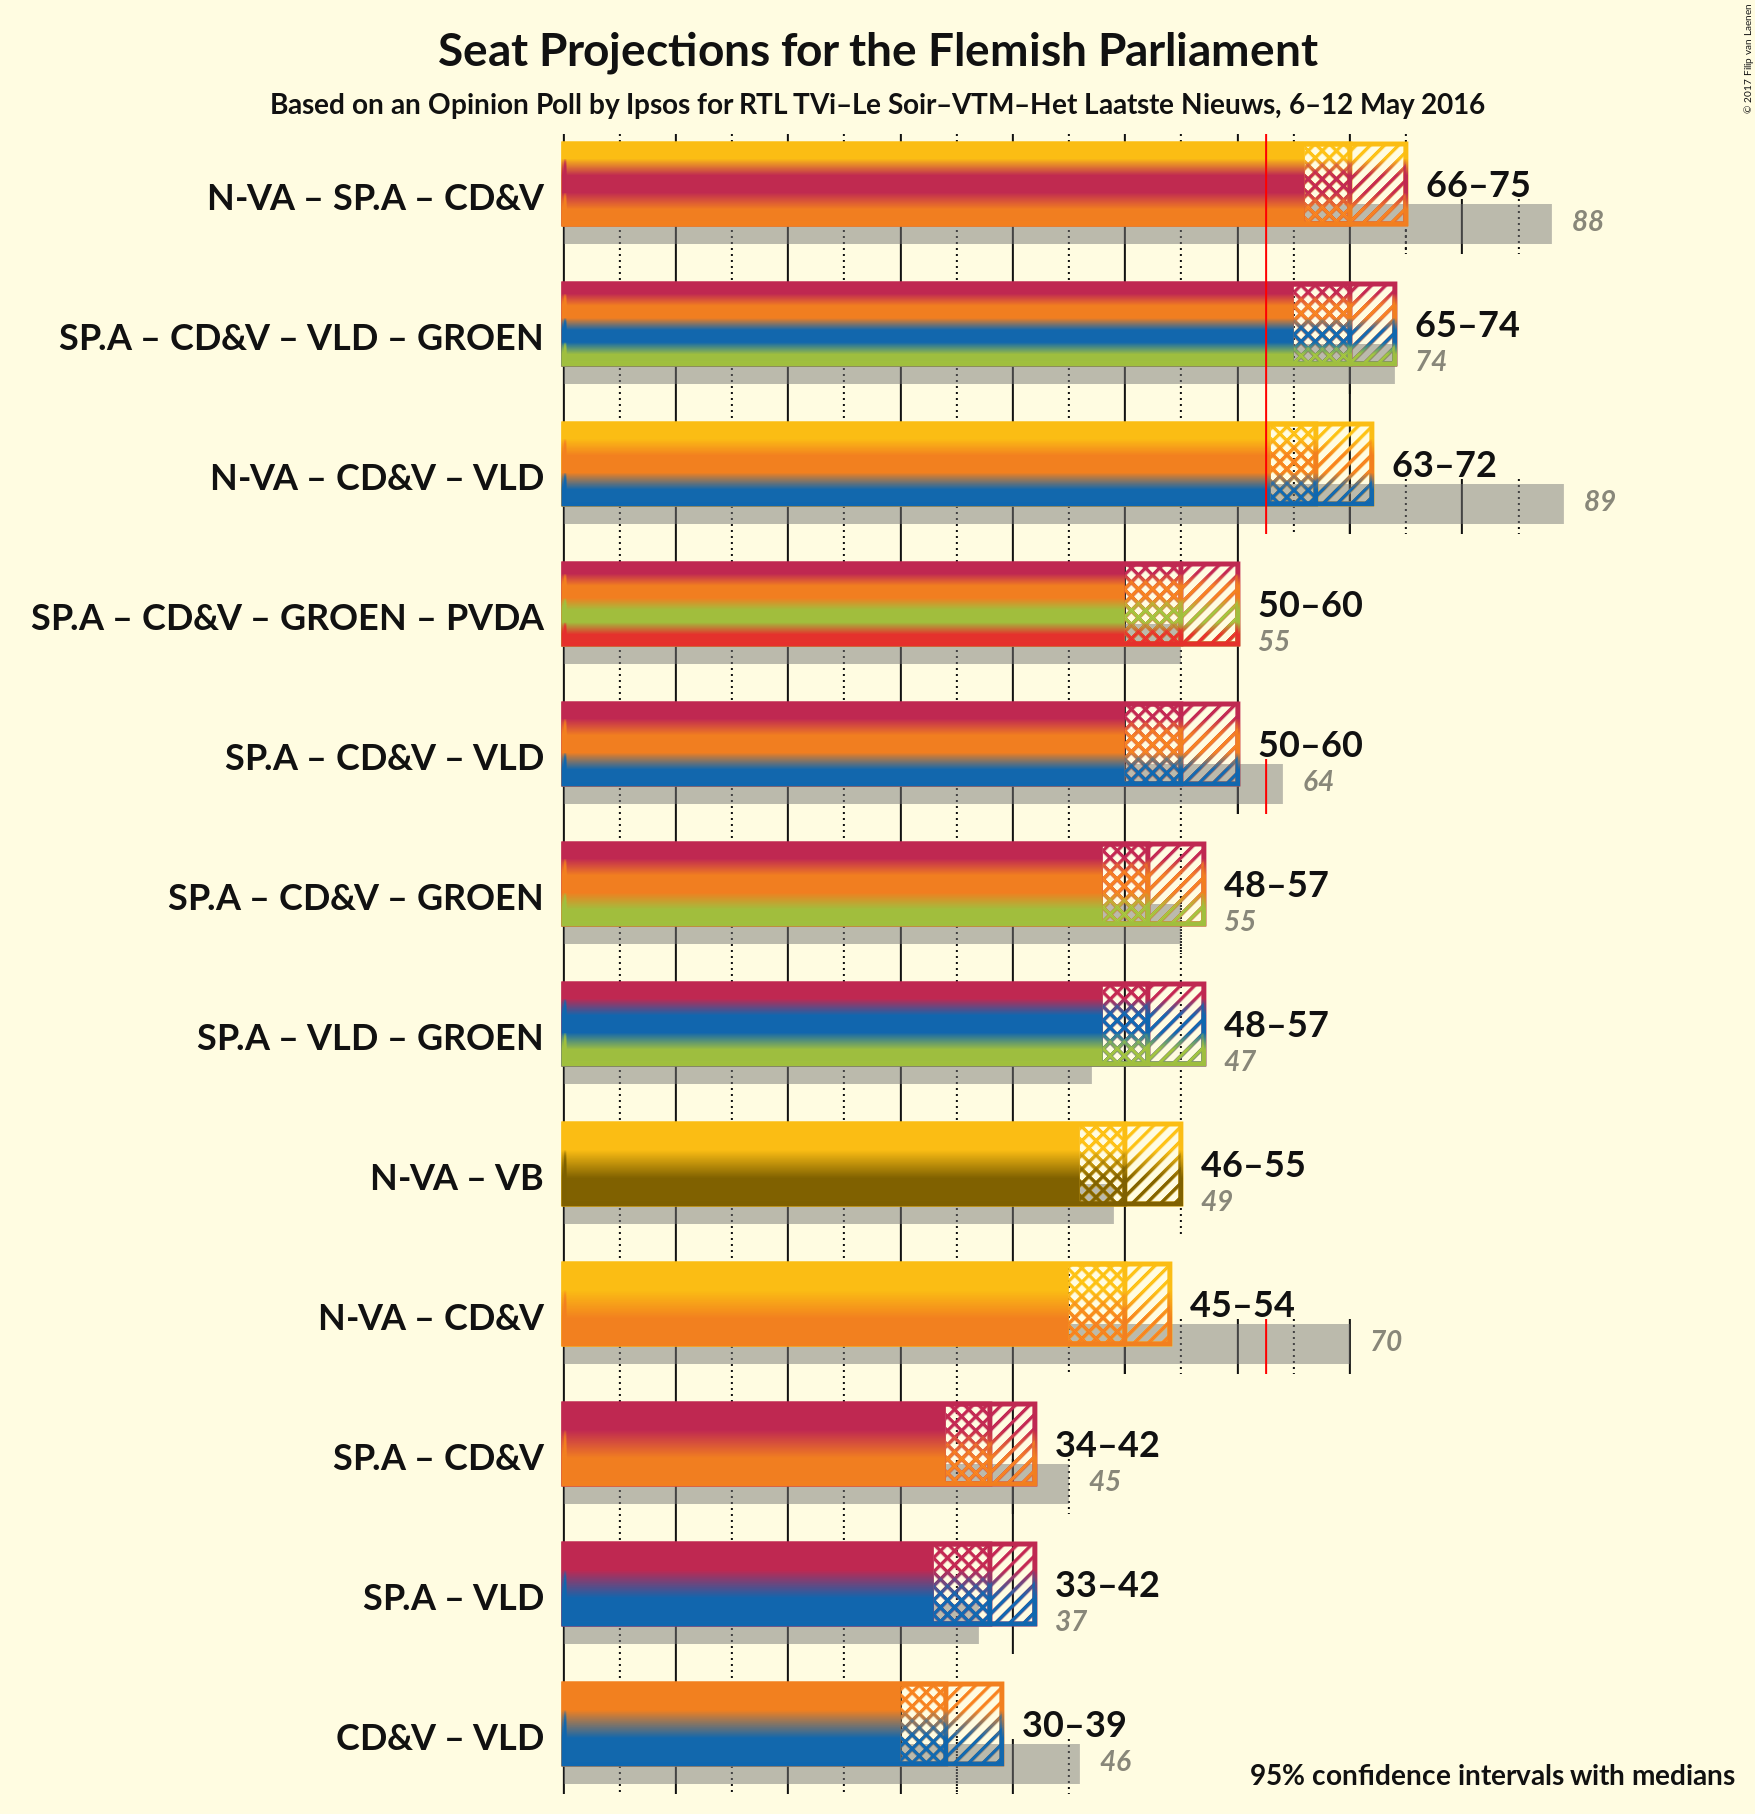 Seat Projections for the Flemish Parliament
Based on an Opinion Poll by Ipsos for RTL TVi–Le Soir–VTM–Het Laatste Nieuws, 6–12 May 2016
© 2017 Filip van Laenen
N-VA – SP.A – CD&V
66–75
88
SP.A – CD&V – VLD – GROEN
65–74
74
N-VA – CD&V – VLD
63–72
89
SP.A – CD&V – GROEN – PVDA
50–60
55
SP.A – CD&V – VLD
50–60
64
SP.A – CD&V – GROEN
48–57
55
SP.A – VLD – GROEN
48–57
47
N-VA – VB
46–55
49
N-VA – CD&V
45–54
70
SP.A – CD&V
34–42
45
SP.A – VLD
33–42
37
CD&V – VLD
30–39
46
95% confidence intervals with medians